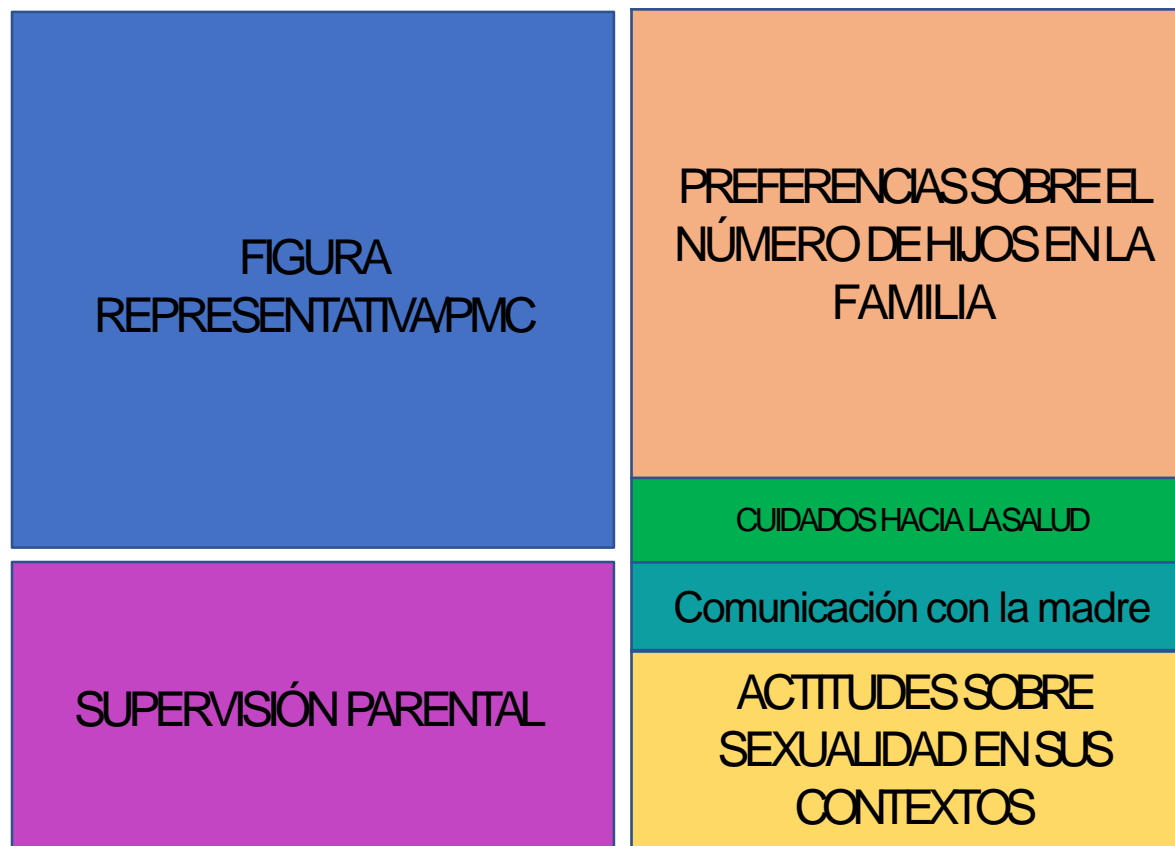 FIGURA
REPRESENTATIVA/PMC
SUPERVISIÓN PARENTAL
PREFERENCIAS SOBRE EL
NÚMERO DE HIJOS EN LA
FAMILIA
CUIDADOS HACIA LA SALUD
Comunicación con la madre
ACTITUDES SOBRE
SEXUALIDAD EN SUS
CONTEXTOS